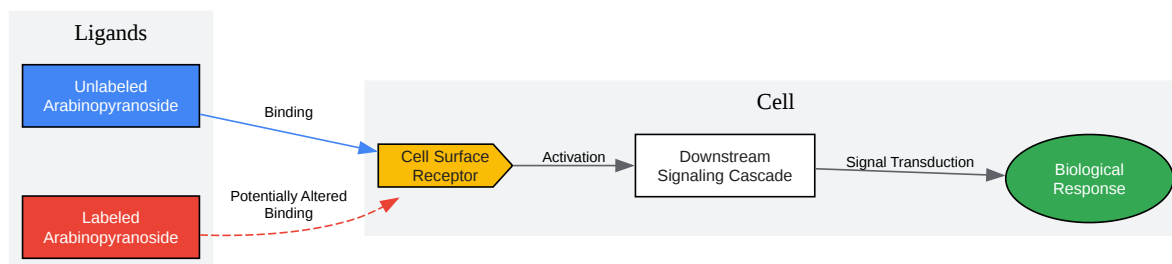 Ligands
Unlabeled
Arabinopyranoside
Binding
Labeled
Arabinopyranoside
Potentially Altered
Binding
Cell
Cell Surface
Receptor
Activation
Downstream
Signaling Cascade
Signal Transduction
Biological
Response